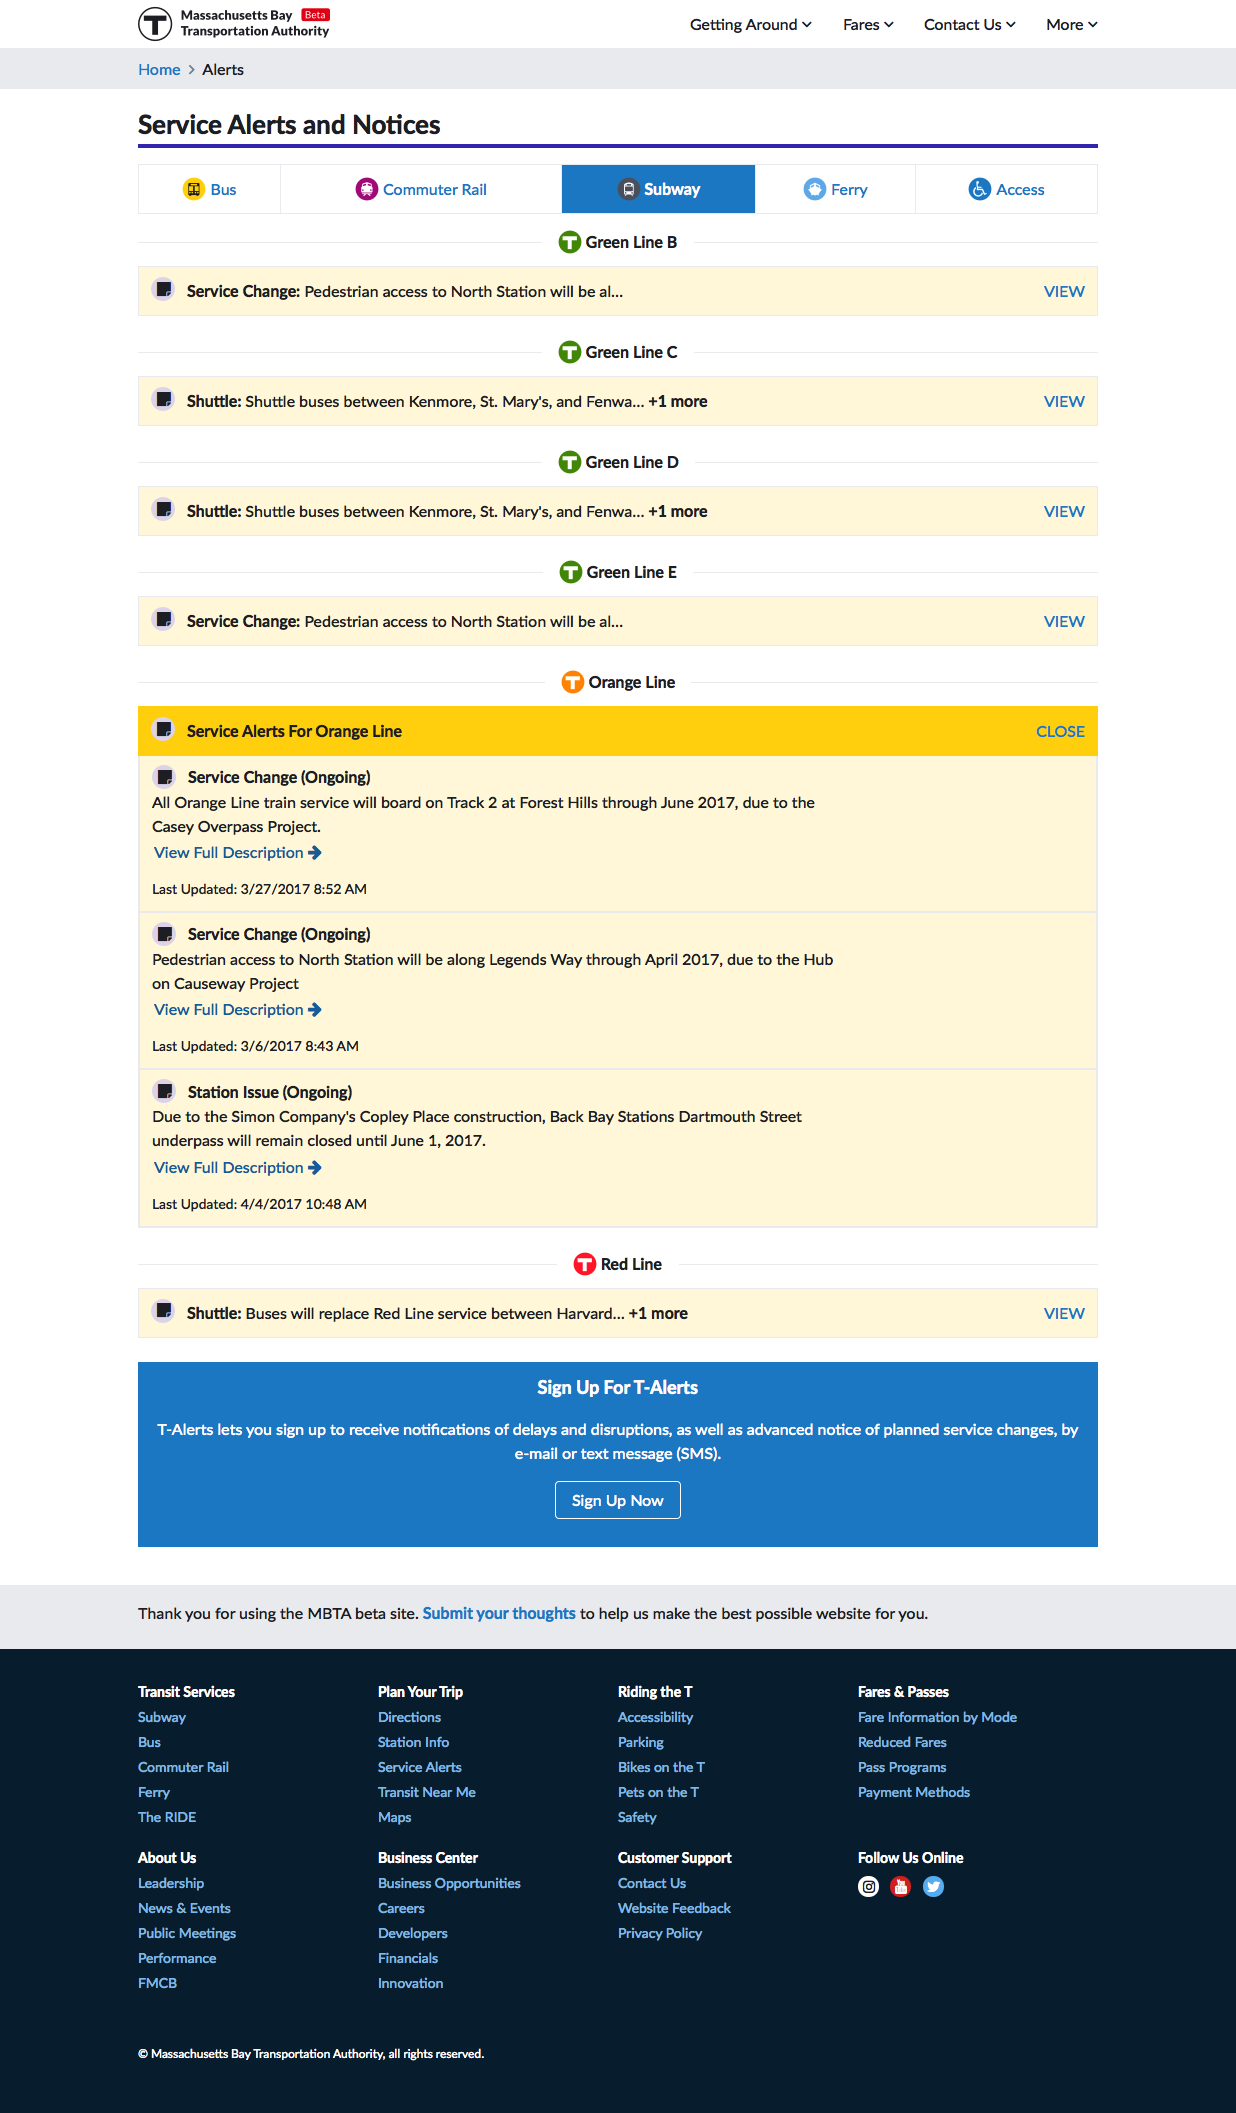 Massachusetts Bay Beta
Transportation Authority
Getting Around Fares Contact Us More
Home > Alerts
Service Alerts and Notices
Bus Commuter Rail Subway Ferry Access
T Green Line B
Service Change: Pedestrian access to North Station will be al... VIEW
T Green Line C
Shuttle: Shuttle buses between Kenmore, St. Mary's, and Fenwa... +1 more VIEW
T Green Line D
Shuttle: Shuttle buses between Kenmore, St. Mary's, and Fenwa... +1 more VIEW
T Green Line E
Service Change: Pedestrian access to North Station will be al... VIEW
T Orange Line
Service Alerts For Orange Line CLOSE
Service Change (Ongoing)
All Orange Line train service will board on Track 2 at Forest Hills through June 2017, due to the
Casey Overpass Project.
View Full Description
Last Updated: 3/27/2017 8:52 AM
Service Change (Ongoing)
Pedestrian access to North Station will be along Legends Way through April 2017, due to the Hub
on Causeway Project
View Full Description
Last Updated: 3/6/2017 8:43 AM
Station Issue (Ongoing)
Due to the Simon Company's Copley Place construction, Back Bay Stations Dartmouth Street
underpass will remain closed until June 1, 2017.
View Full Description
Last Updated: 4/4/2017 10:48 AM
T Red Line
Shuttle: Buses will replace Red Line service between Harvard... +1 more VIEW
Sign Up For T-Alerts
T-Alerts lets you sign up to receive notifications of delays and disruptions, as well as advanced notice of planned service changes, by
e-mail or text message (SMS).
Sign Up Now
Thank you for using the MBTA beta site. Submit your thoughts to help us make the best possible website for you.
Transit Services
Subway
Bus
Commuter Rail
Ferry
The RIDE
Plan Your Trip
Directions
Station Info
Service Alerts
Transit Near Me
Maps
Riding the T
Accessibility
Parking
Bikes on the T
Pets on the T
Safety
Fares & Passes
Fare Information by Mode
Reduced Fares
Pass Programs
Payment Methods
About Us
Leadership
News & Events
Public Meetings
Performance
FMCB
Business Center
Business Opportunities
Careers
Developers
Financials
Innovation
Customer Support
Contact Us
Website Feedback
Privacy Policy
Follow Us Online
© Massachusetts Bay Transportation Authority, all rights reserved.